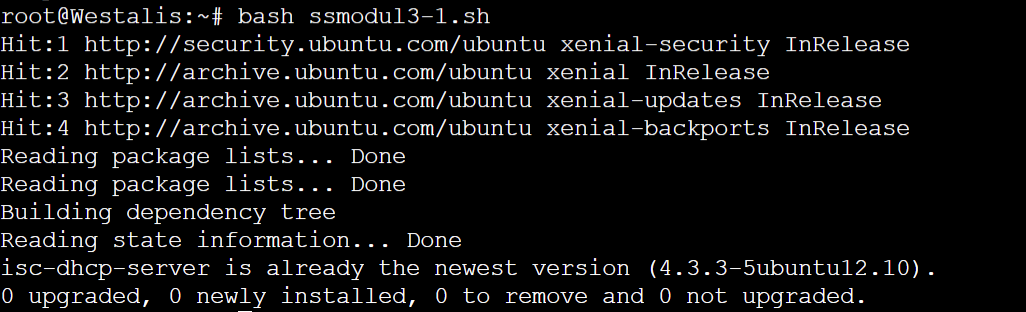 root@Westalis:~# bash ssmodul3-1.sh
Hit:1 http://security.ubuntu.com/ubuntu xenial-security InRelease
Hit:2 http://archive.ubuntu.com/ubuntu xenial InRelease
Hit:3 http://archive.ubuntu.com/ubuntu xenial-updates InRelease
Hit:4 http://archive.ubuntu.com/ubuntu xenial-backports InRelease
Reading package lists... Done
Reading package lists... Done
Building dependency tree
Reading state information... Done
isc-dhcp-server is already the newest version (4.3.3-5ubuntu12.10).
0 upgraded, 0 newly installed, 0 to remove and 0 not upgraded.